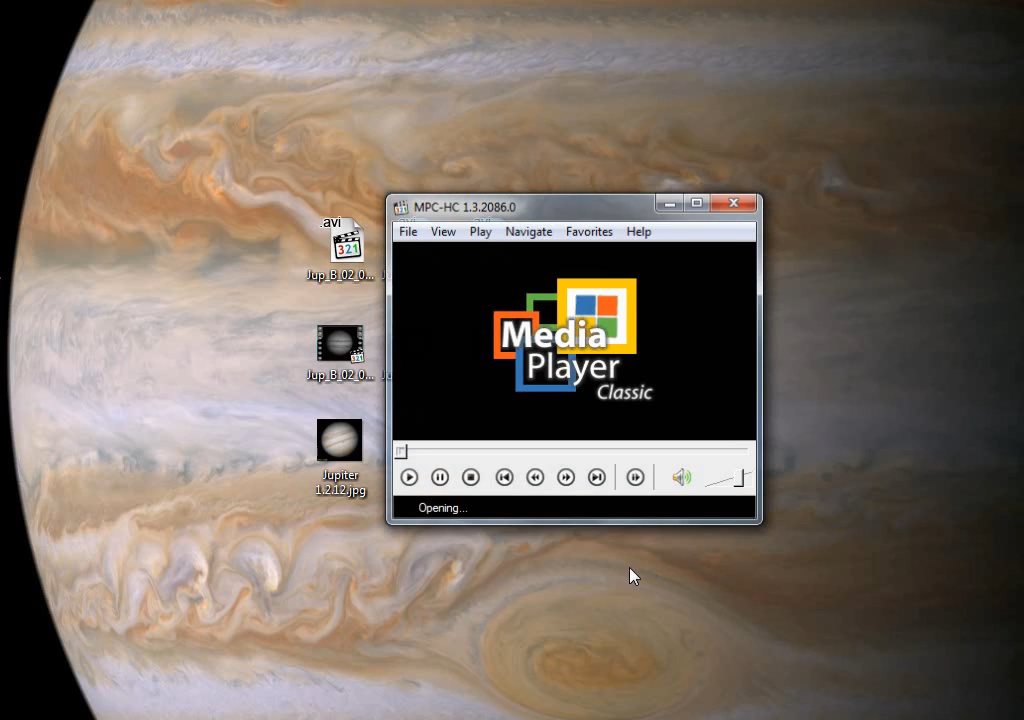 .avi
Jup_B_02_0...
Jup_B_02_0...
Jupiter
1.2.12.jpg
MPC-HC 1.3.2086.0
File View Play Navigate Favorites Help
Media
Player
Classic
Opening...
321